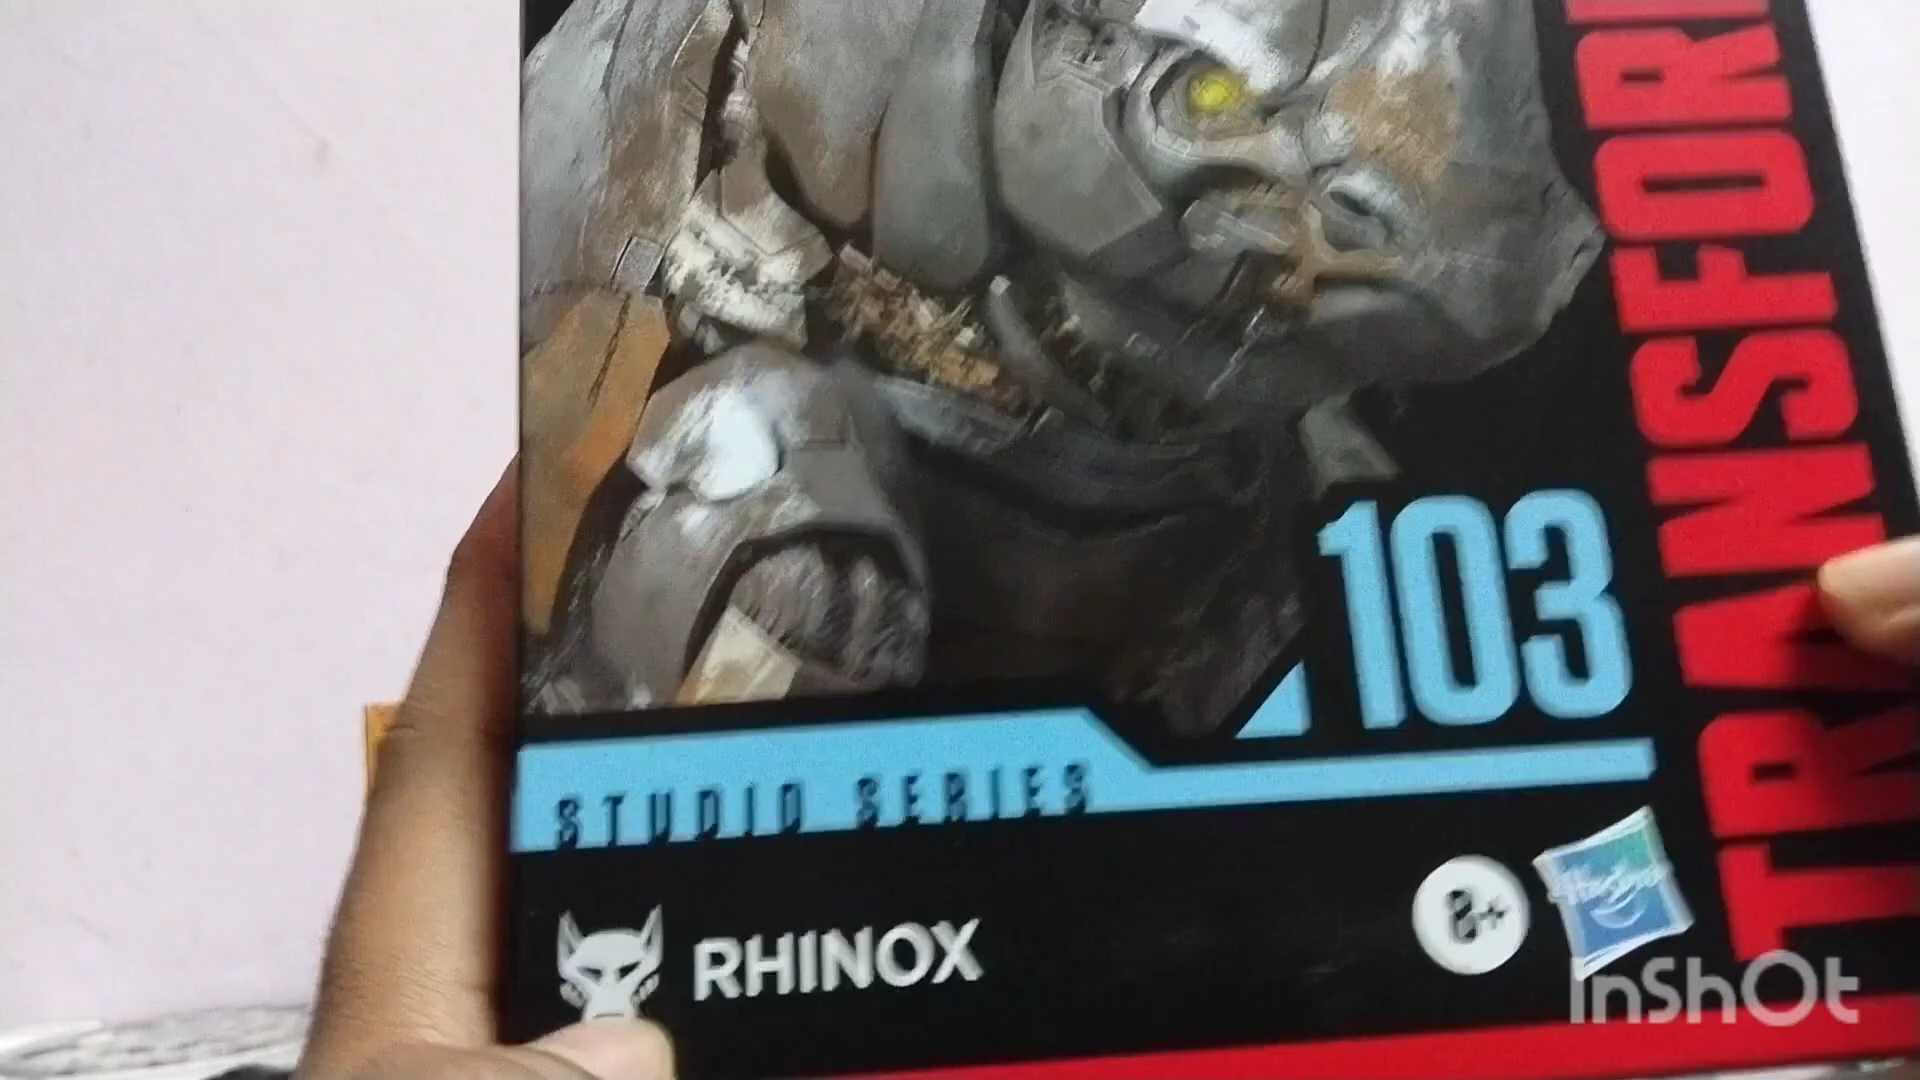 TRANSFOR
103
STUDIO SERIES
RHINOX
8+
Hasbro
InShOt